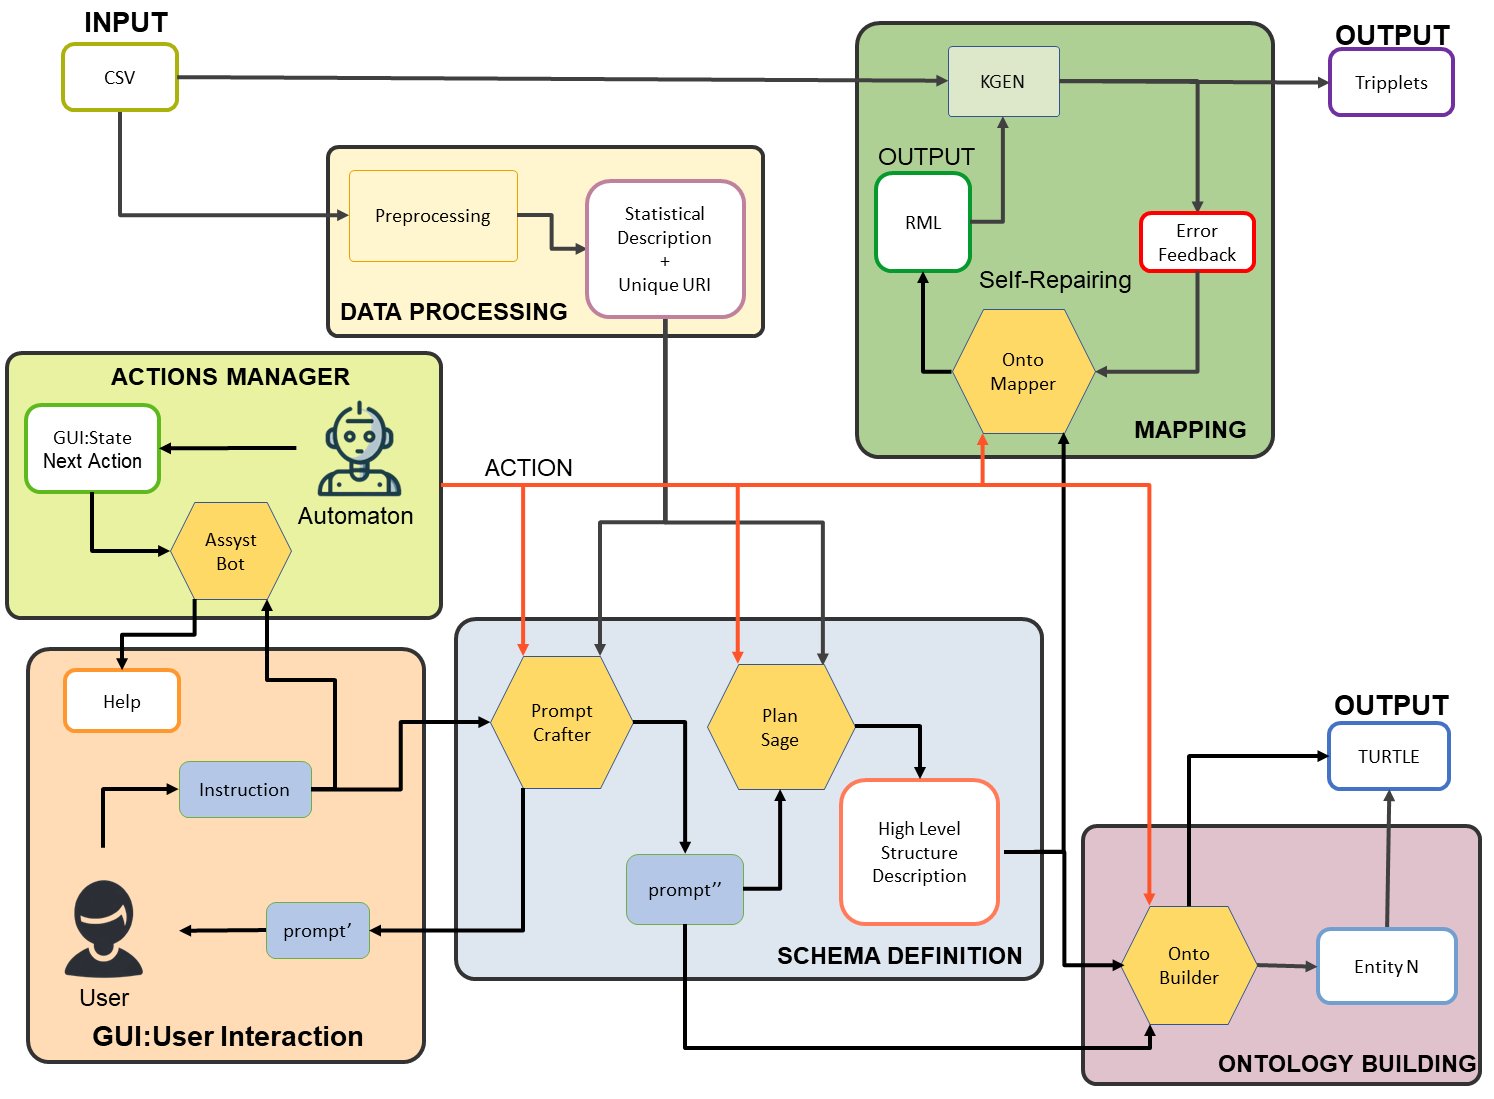 INPUT
CSV
OUTPUT
Tripplets
KGEN
OUTPUT
RML
Error
Feedback
Self-Repairing
Onto
Mapper
MAPPING
Preprocessing
Statistical
Description
+
Unique URI
DATA PROCESSING
ACTIONS MANAGER
GUI:State
Next Action
Automaton
Assyst
Bot
ACTION
Help
Instruction
prompt’
User
GUI:User Interaction
Prompt
Crafter
Plan
Sage
prompt’’
High Level
Structure
Description
SCHEMA DEFINITION
OUTPUT
TURTLE
Onto
Builder
Entity N
ONTOLOGY BUILDING